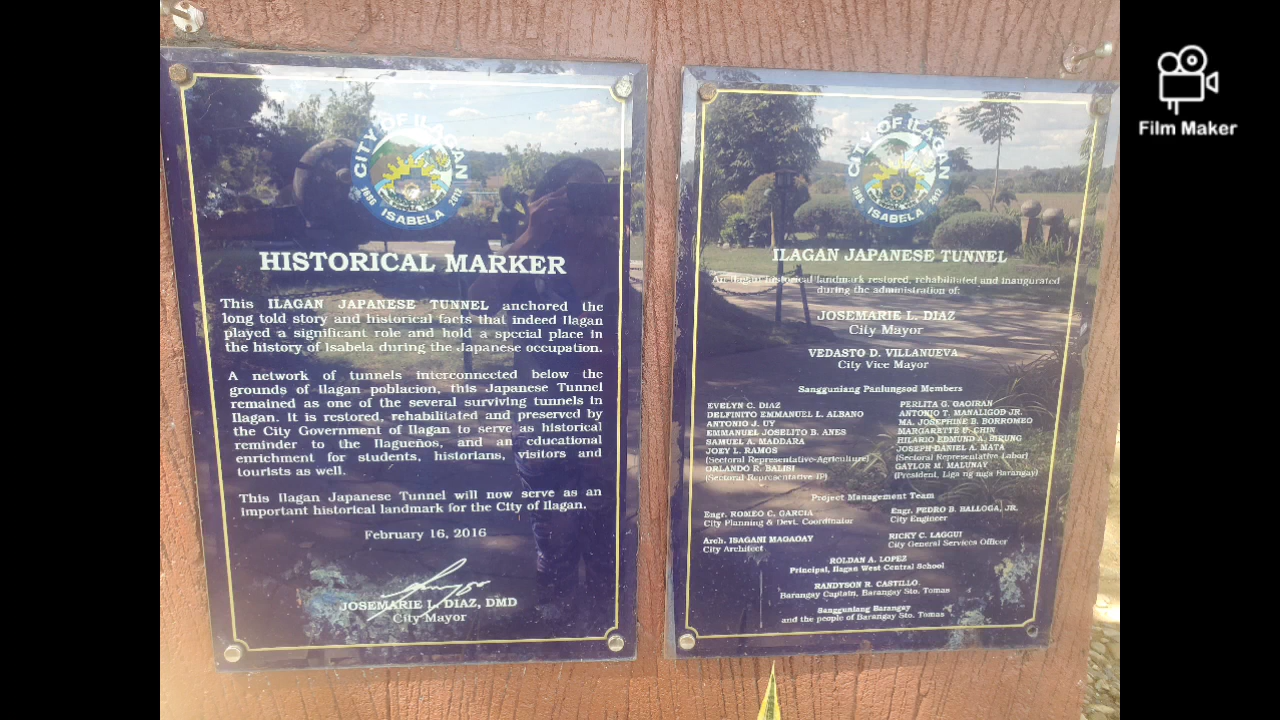 CITY OF ILAGAN
1686 2012
ISABELA
HISTORICAL MARKER
This ILAGAN JAPANESE TUNNEL anchored the
long told story and historical facts that indeed Ilagan
played a significant role and hold a special place in
the history of Isabela during the Japanese occupation.
A network of tunnels interconnected below the
grounds of Ilagan poblacion, this Japanese Tunnel
remained as one of the several surviving tunnels in
Ilagan. It is restored, rehabilitated and preserved by
the City Government of Ilagan to serve as historical
reminder to the Ilagueños, and an educational
enrichment for students, historians, visitors and
tourists as well.
This Ilagan Japanese Tunnel will now serve as an
important historical landmark for the City of Ilagan.
February 16, 2016
JOSEMARIE L. DIAZ, DMD
City Mayor
CITY OF ILAGAN
1686 2012
ISABELA
ILAGAN JAPANESE TUNNEL
An Ilagan historical landmark restored, rehabilitated and inaugurated
during the administration of:
JOSEMARIE L. DIAZ
City Mayor
VEDASTO D. VILLANUEVA
City Vice Mayor
Sangguniang Panlungsod Members
EVELYN C. DIAZ
DELFINITO EMMANUEL L. ALBANO
ANTONIO J. UY
EMMANUEL JOSELITO B. ANES
SAMUEL A. MADDARA
JOEY L. RAMOS
(Sectoral Representative-Agriculture)
ORLANDO R. BALISI
(Sectoral Representative IP)
PERLITA G. GAOIRAN
ANTONIO T. MANALIGOD JR.
MA. JOSEPHINE B. BORROMEO
MARGARETTE U. CHIN
HILARIO EDMUND A. BIRUNG
JOSEPH-DANIEL A. MATA
(Sectoral Representative Labor)
GAYLOR M. MALUNAY
(President, Liga ng mga Barangay)
Project Management Team
Engr. ROMEO C. GARCIA
City Planning & Devt. Coordinator
Engr. PEDRO B. BALLOGA, JR.
City Engineer
Arch. IBAGANI MAGAOAY
City Architect
RICKY C. LAGGUI
City General Services Officer
ROLDAN A. LOPEZ
Principal, Ilagan West Central School
RANDYSON R. CASTILLO
Barangay Captain, Barangay Sto. Tomas
Sangguniang Barangay
and the people of Barangay Sto. Tomas
Film Maker